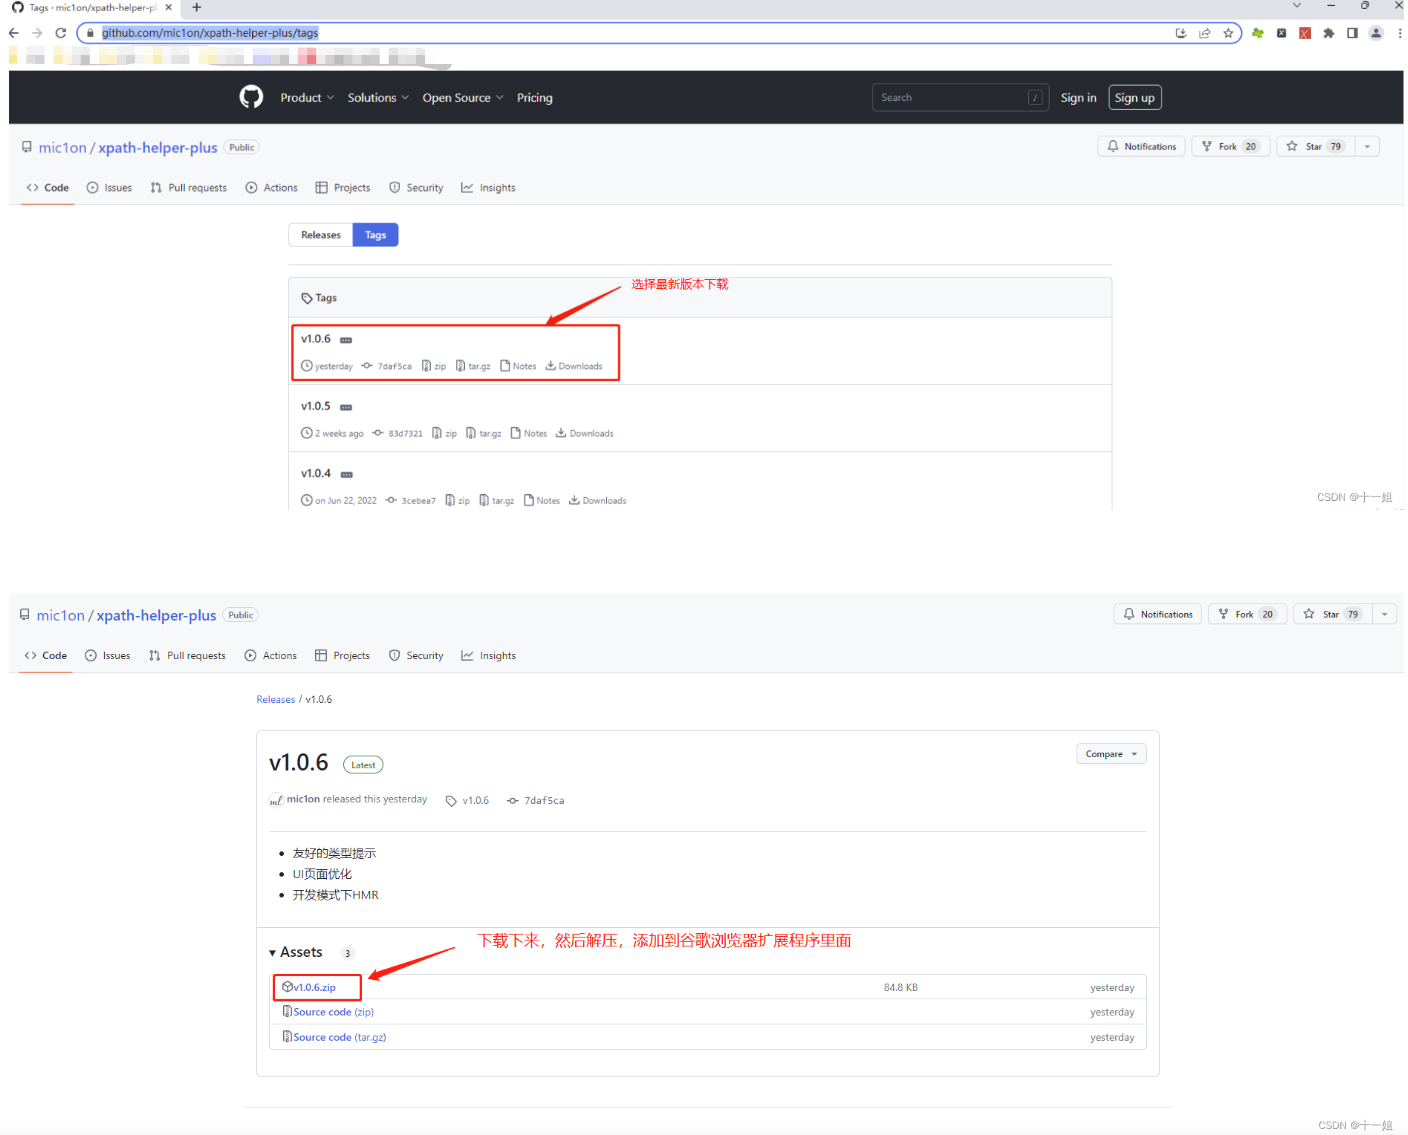 Tags · mic1on/xpath-helper-pl
github.com/mic1on/xpath-helper-plus/tags
Product Solutions Open Source Pricing Search / Sign in Sign up
mic1on / xpath-helper-plus Public Notifications Fork 20 Star 79
Code Issues Pull requests Actions Projects Security Insights
Releases Tags
选择最新版本下载
Tags
v1.0.6
yesterday 7daf5ca zip tar.gz Notes Downloads
v1.0.5
2 weeks ago 83d7321 zip tar.gz Notes Downloads
v1.0.4
on Jun 22, 2022 3cebea7 zip tar.gz Notes Downloads
CSDN @十一姐
mic1on / xpath-helper-plus Public Notifications Fork 20 Star 79
Code Issues Pull requests Actions Projects Security Insights
Releases / v1.0.6
v1.0.6 Latest Compare
mic1on released this yesterday v1.0.6 7daf5ca
友好的类型提示
UI页面优化
开发模式下HMR
下载下来，然后解压，添加到谷歌浏览器扩展程序里面
Assets 3
v1.0.6.zip 84.8 KB yesterday
Source code (zip) yesterday
Source code (tar.gz) yesterday
CSDN @十一姐